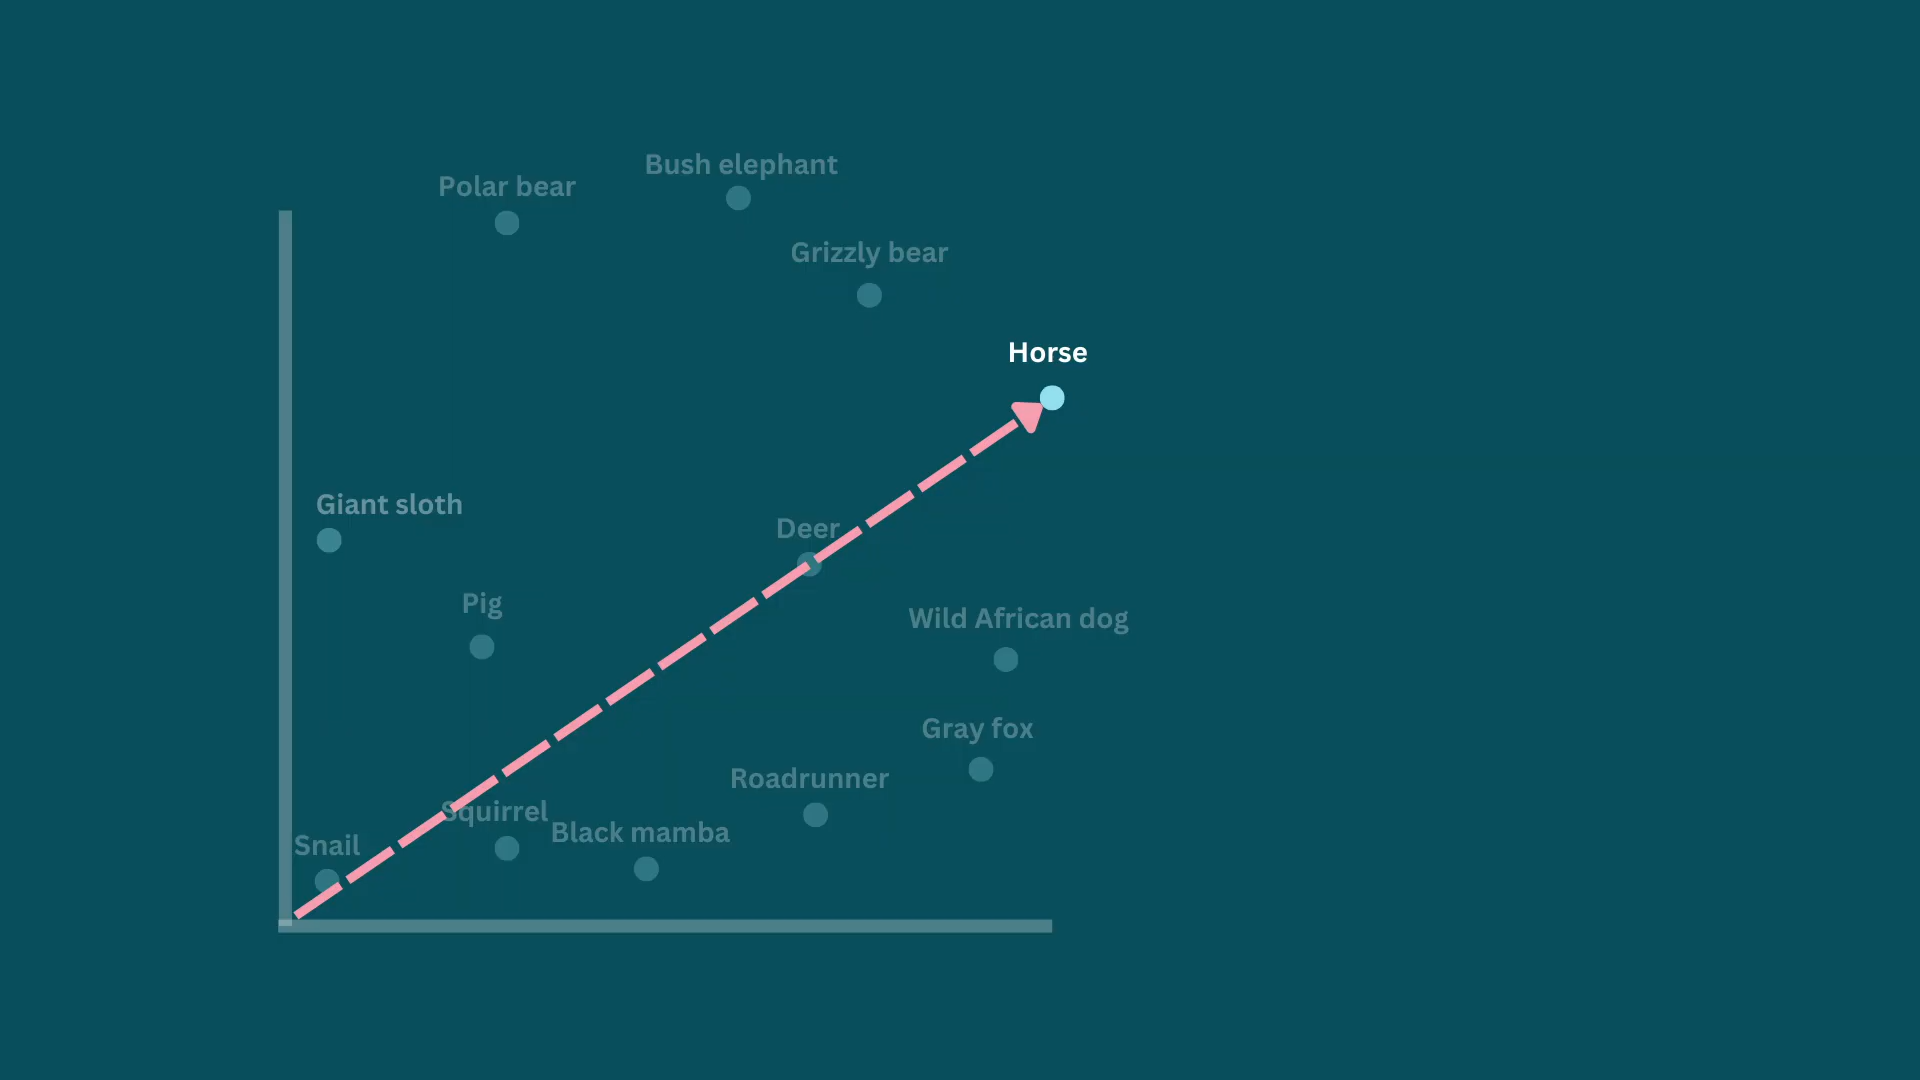 Bush elephant
Polar bear
Grizzly bear
Horse
Giant sloth
Deer
Pig
Wild African dog
Gray fox
Roadrunner
Squirrel
Black mamba
Snail